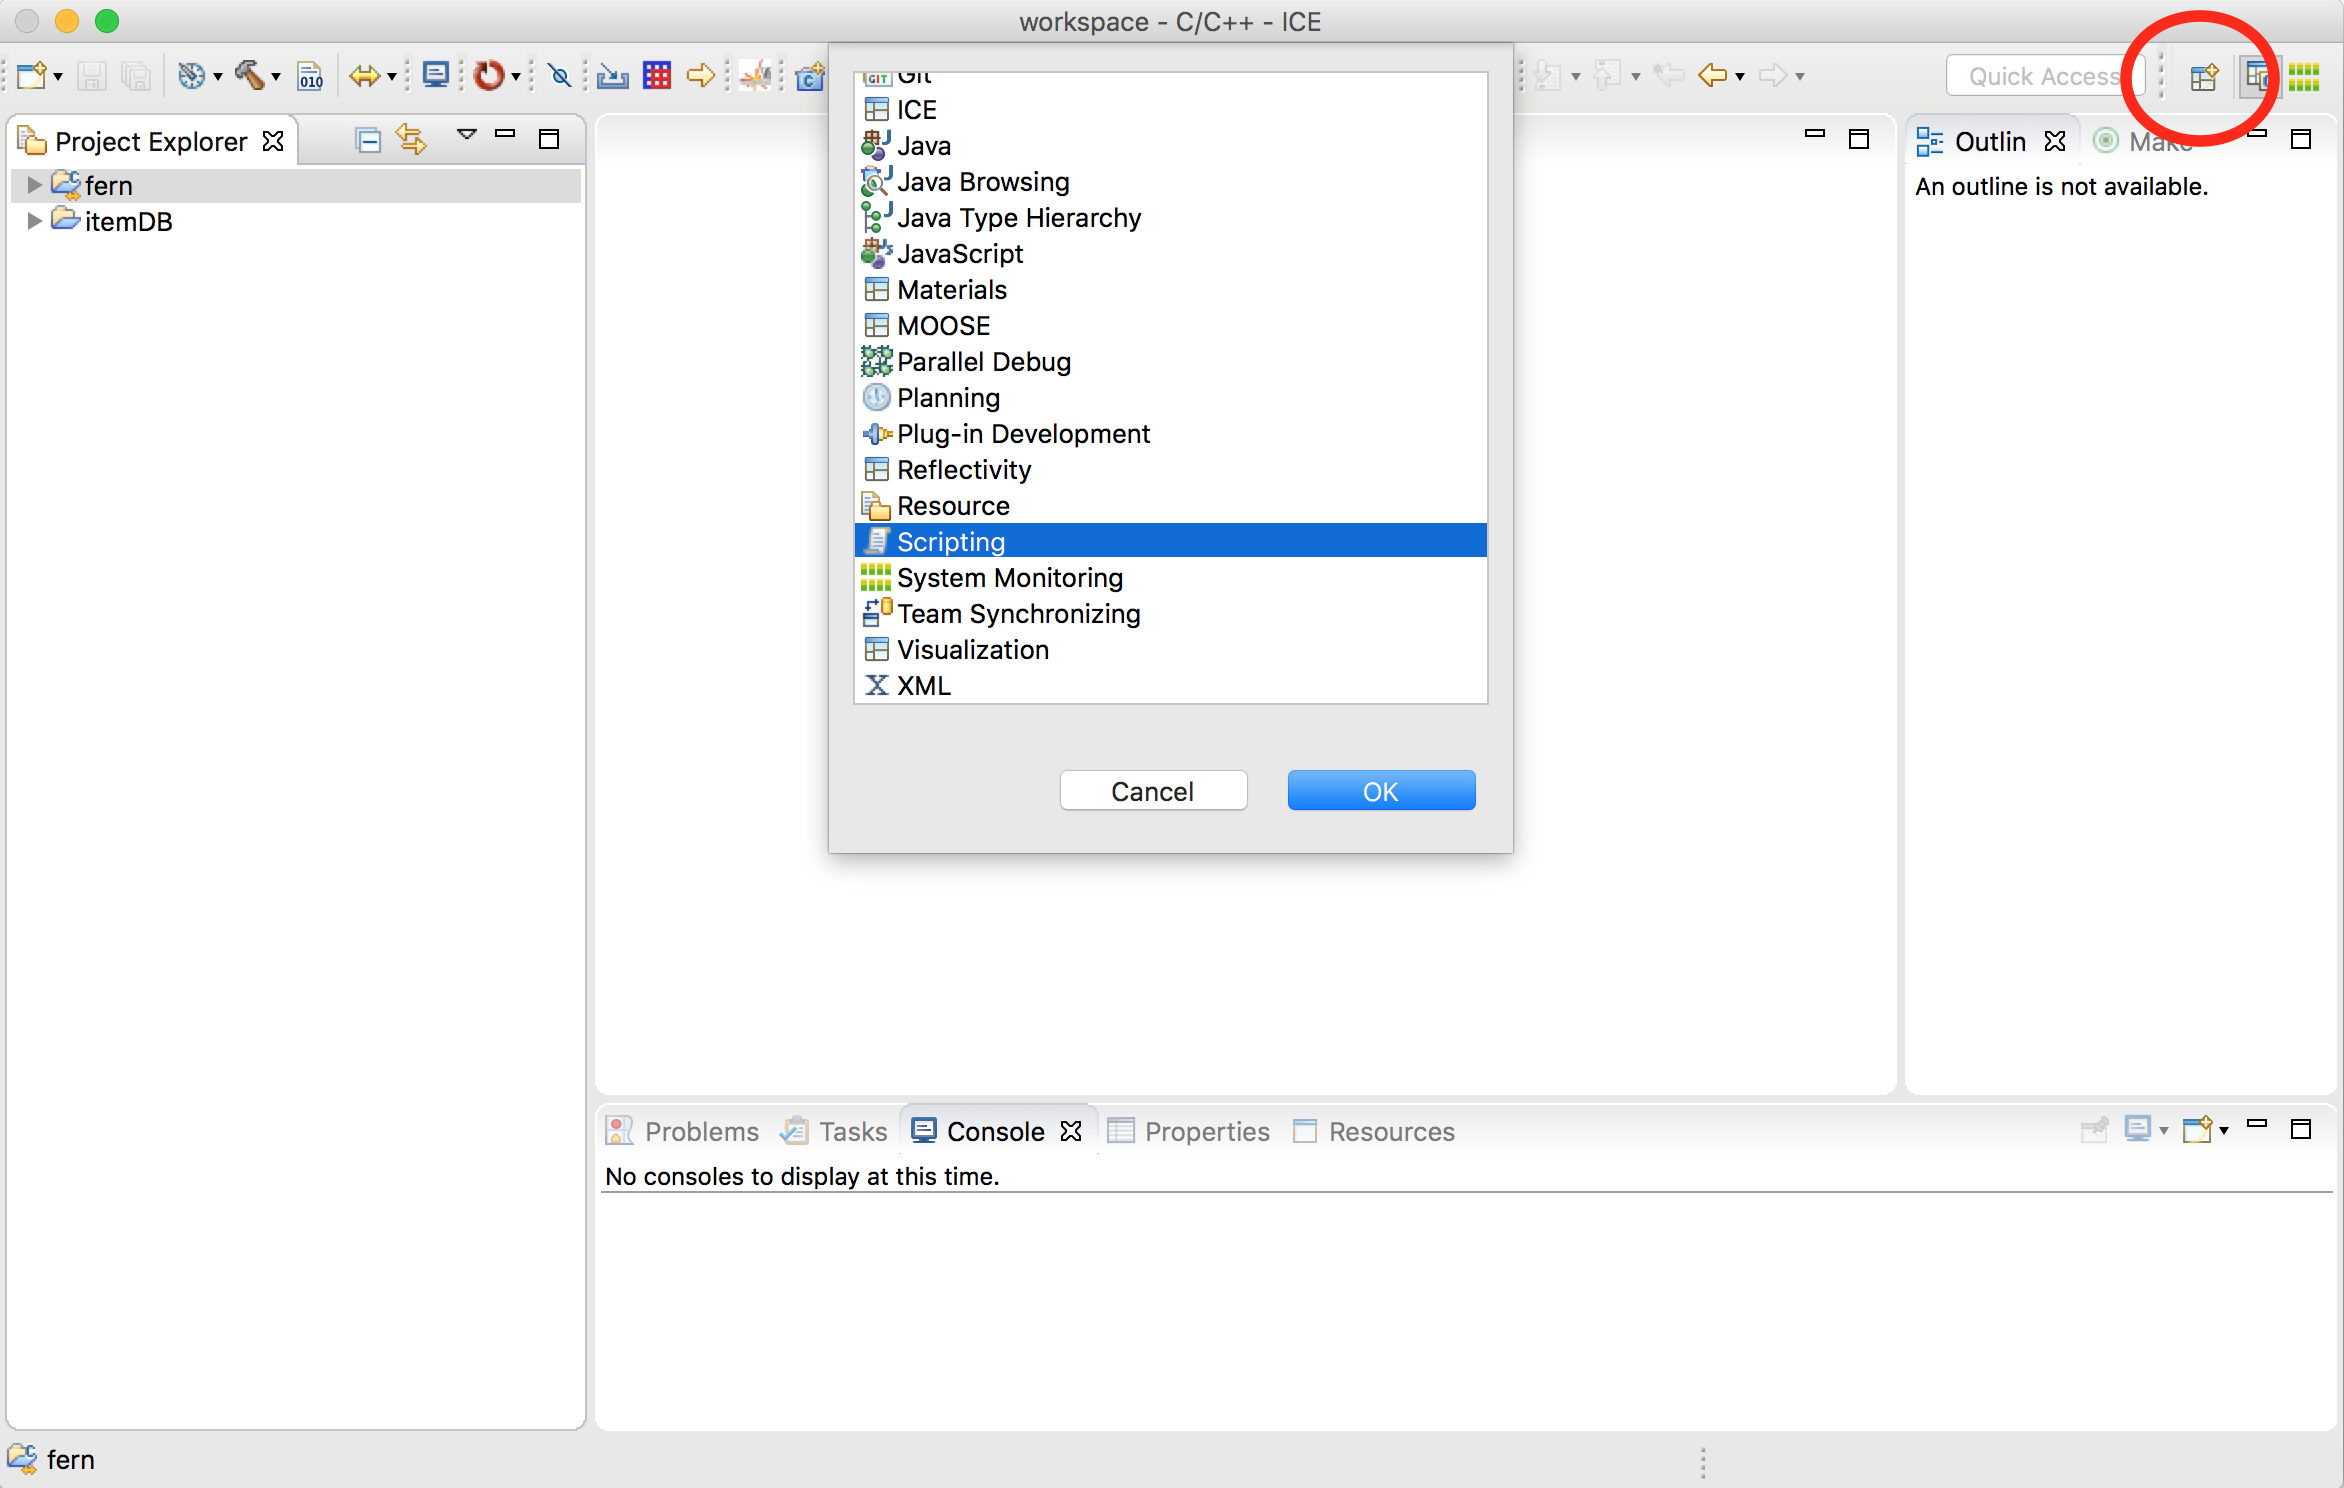 workspace - C/C++ - ICE
010
Quick Access
Project Explorer
fern
itemDB
GIT Git
ICE
Java
Java Browsing
Java Type Hierarchy
JavaScript
Materials
MOOSE
Parallel Debug
Planning
Plug-in Development
Reflectivity
Resource
Scripting
System Monitoring
Team Synchronizing
Visualization
XML
Cancel
OK
Outlin
Make
An outline is not available.
Problems
Tasks
Console
Properties
Resources
No consoles to display at this time.
fern